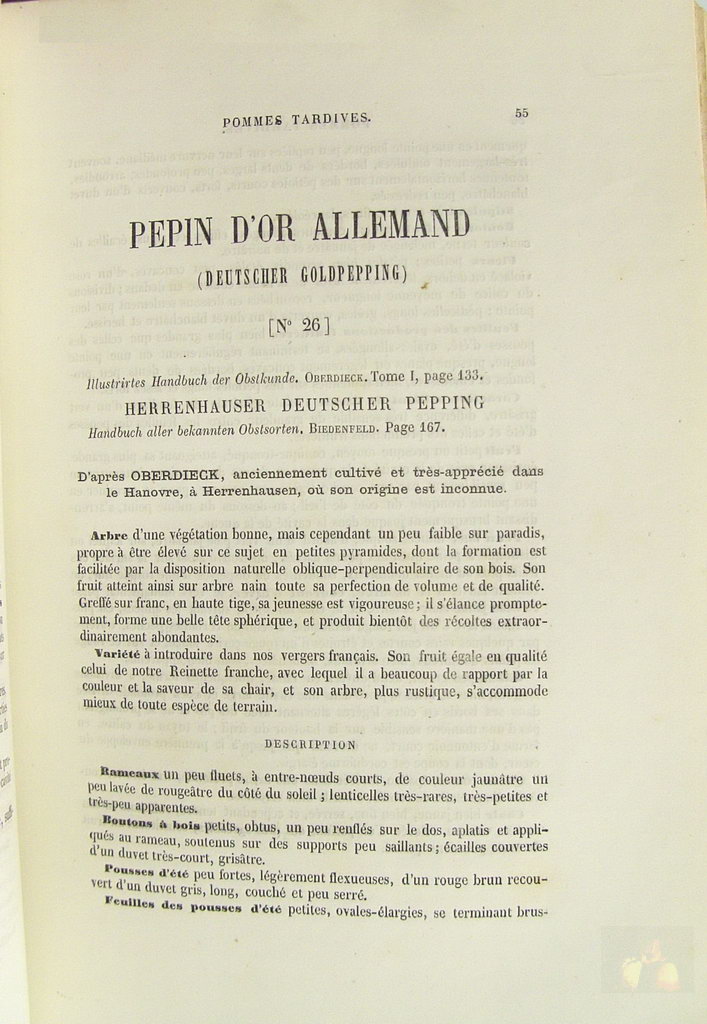 POMMES TARDIVES.
55
PEPIN D'OR ALLEMAND
(DEUTSCHER GOLDPEPPING)
[N° 26]
Illustrirtes Handbuch der Obstkunde. OBERDIECK. Tome I, page 133.
HERRENHAUSER DEUTSCHER PEPPING
Handbuch aller bekannten Obstsorten. BIEDENFELD. Page 167.
D'après OBERDIECK, anciennement cultivé et très-apprécié dans
le Hanovre, à Herrenhausen, où son origine est inconnue.
Arbre d'une végétation bonne, mais cependant un peu faible sur paradis,
propre à être élevé sur ce sujet en petites pyramides, dont la formation est
facilitée par la disposition naturelle oblique-perpendiculaire de son bois. Son
fruit atteint ainsi sur arbre nain toute sa perfection de volume et de qualité.
Greffé sur franc, en haute tige, sa jeunesse est vigoureuse ; il s'élance prompte-
ment, forme une belle tête sphérique, et produit bientôt des récoltes extraor-
dinairement abondantes.
Variété à introduire dans nos vergers français. Son fruit égale en qualité
celui de notre Reinette franche, avec lequel il a beaucoup de rapport par la
couleur et la saveur de sa chair, et son arbre, plus rustique, s'accommode
mieux de toute espèce de terrain.
DESCRIPTION
Rameaux un peu fluets, à entre-nœuds courts, de couleur jaunâtre un
peu lavée de rougeâtre du côté du soleil ; lenticelles très-rares, très-petites et
très-peu apparentes.
Boutons à bois petits, obtus, un peu renflés sur le dos, aplatis et appli-
qués au rameau, soutenus sur des supports peu saillants ; écailles couvertes
d'un duvet très-court, grisâtre.
Pousses d'été peu fortes, légèrement flexueuses, d'un rouge brun recou-
vert d'un duvet gris, long, couché et peu serré.
Feuilles des pousses d'été petites, ovales-élargies, se terminant brus-